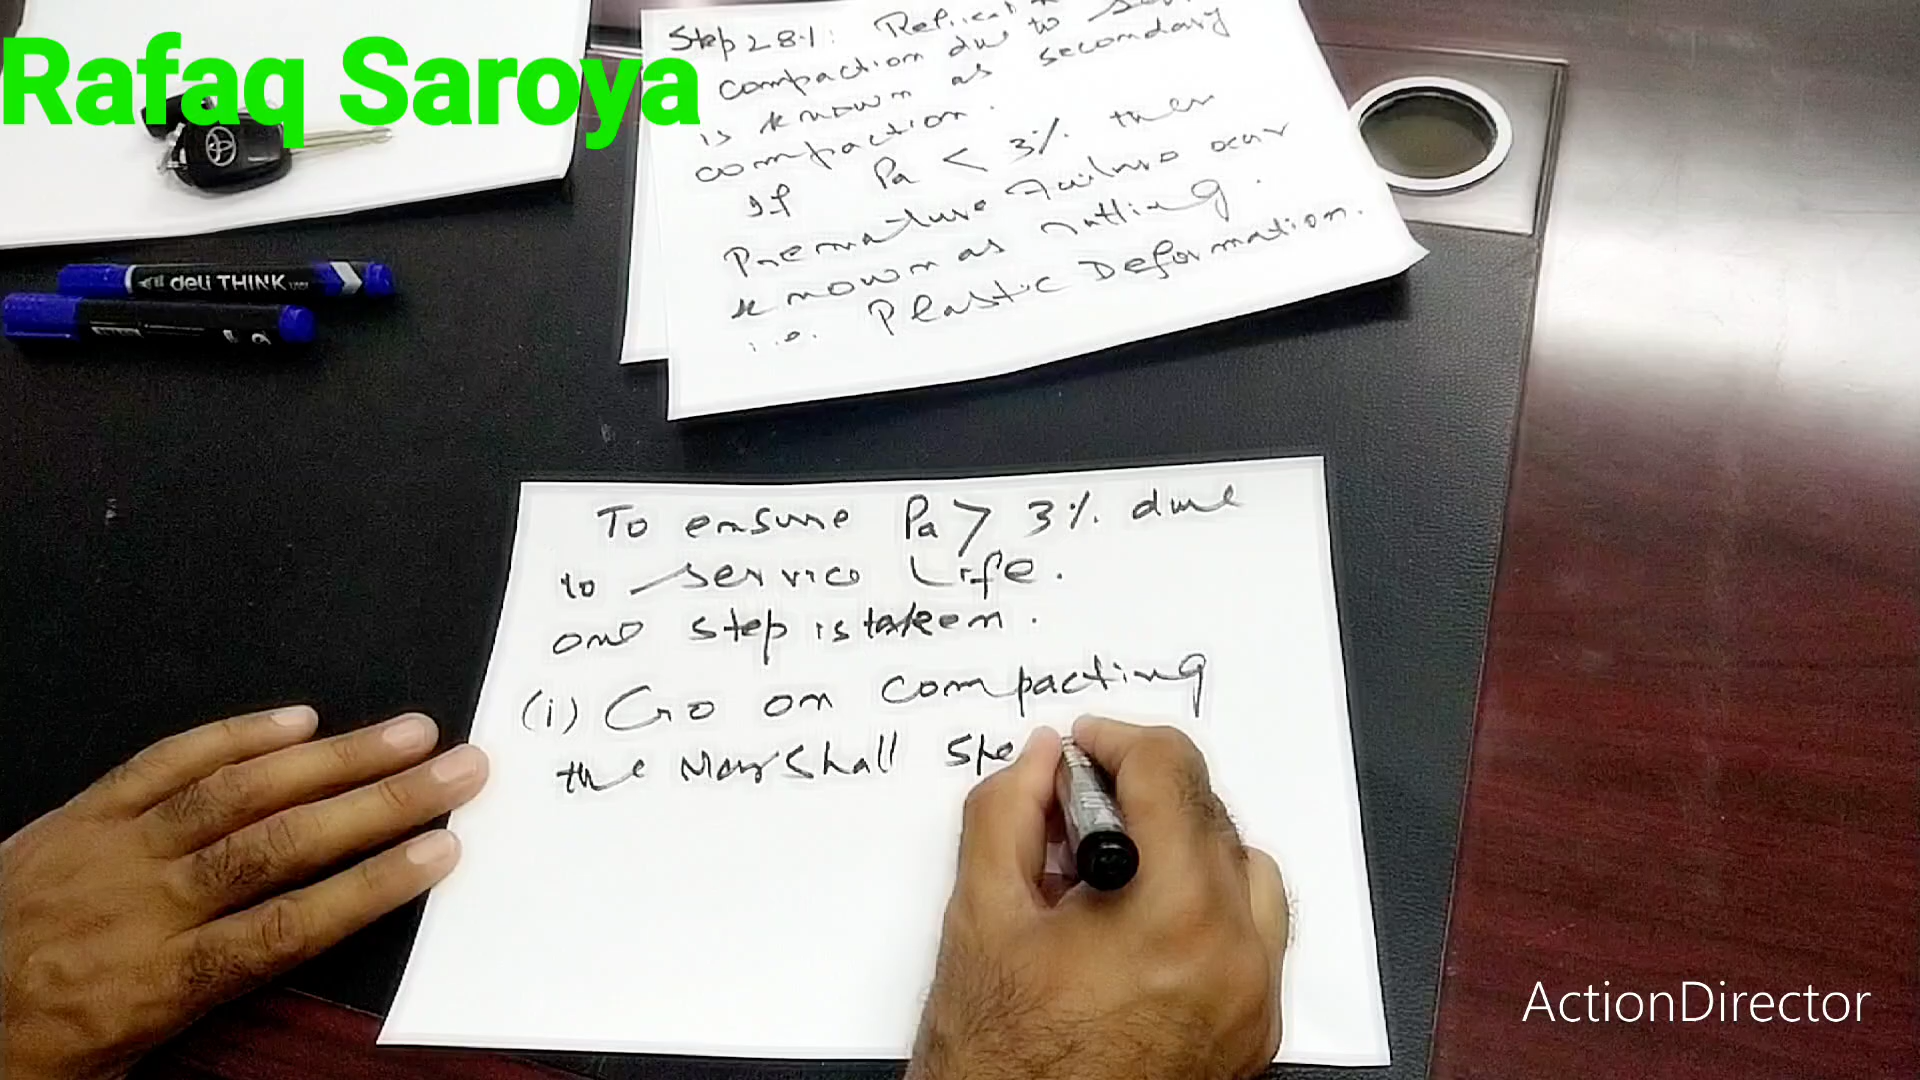 Rafaq Saroya
Step 28.1:
compaction due to
is known as secondary
compaction.
If Pa < 3% then
Premature Failure occur
known as rutting.
i.e. Plastic Deformation.
deli THINK
To ensure Pa > 3% due
to service Life.
one step is taken.
(i) Go on compacting
the Marshall Spe
ActionDirector